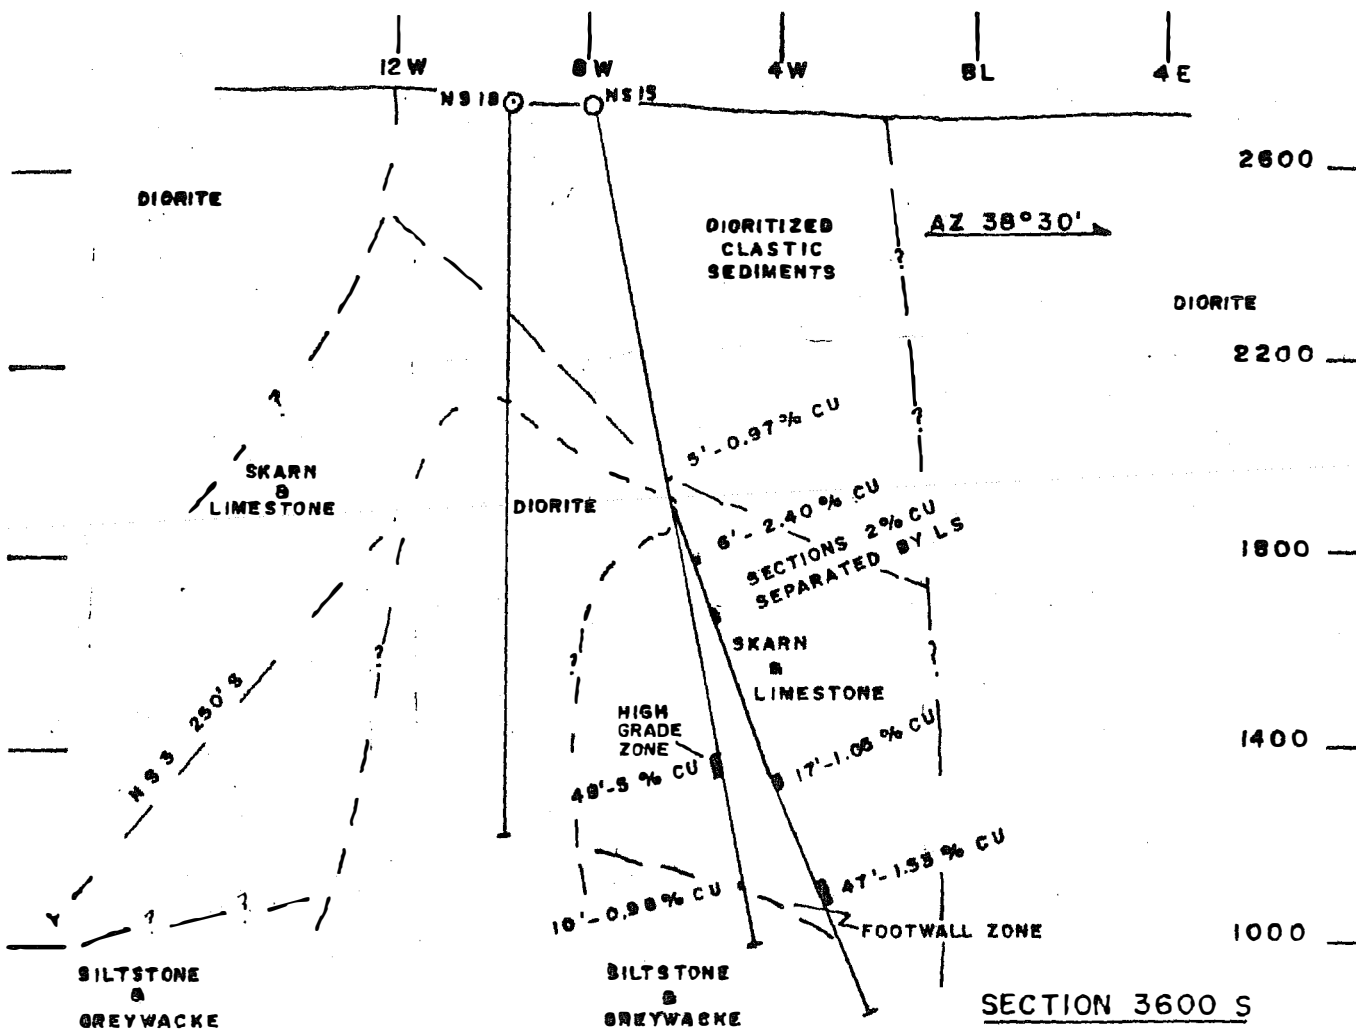 12W
8W
4W
BL
4E
NS18
NS15
2600
DIORITE
DIORITIZED
CLASTIC
SEDIMENTS
AZ 38°30'
?
DIORITE
2200
?
?
5'-0.97% CU
SKARN
&
LIMESTONE
DIORITE
6'-2.40% CU
SECTIONS 2% CU
SEPARATED BY LS
1800
?
?
?
SKARN
&
LIMESTONE
NS3 250'S
HIGH
GRADE
ZONE
49'-5% CU
17'-1.05% CU
1400
47'-1.53% CU
10'-0.98% CU
?
?
FOOTWALL ZONE
1000
SILTSTONE
&
GREYWACKE
SILTSTONE
&
GREYWACKE
SECTION 3600 S